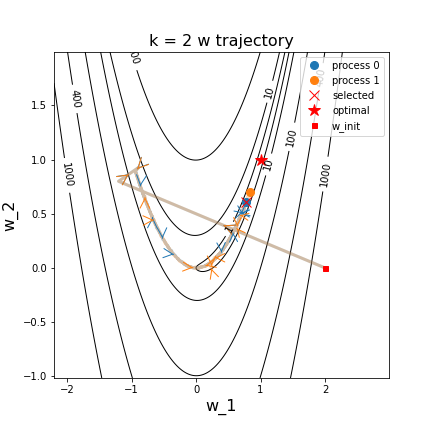 k = 2 w trajectory
process 0
process 1
selected
optimal
w_init
w_2
w_1
1.5
1.0
0.5
0.0
−0.5
−1.0
−2
−1
0
1
2
400
1000
10
100
1000
10
1